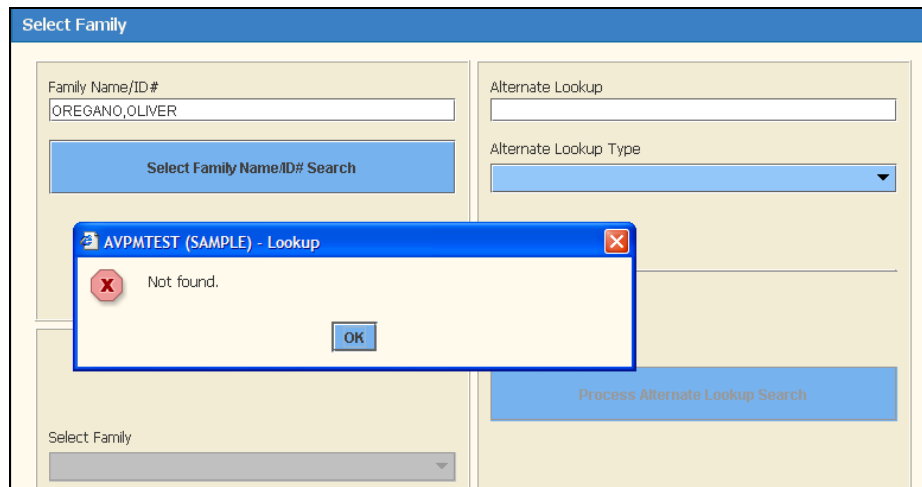 Select Family
Family Name/ID#
OREGANO,OLIVER
Select Family Name/ID# Search
Alternate Lookup
Alternate Lookup Type
AVPMTEST (SAMPLE) - Lookup
X
Not found.
OK
Process Alternate Lookup Search
Select Family